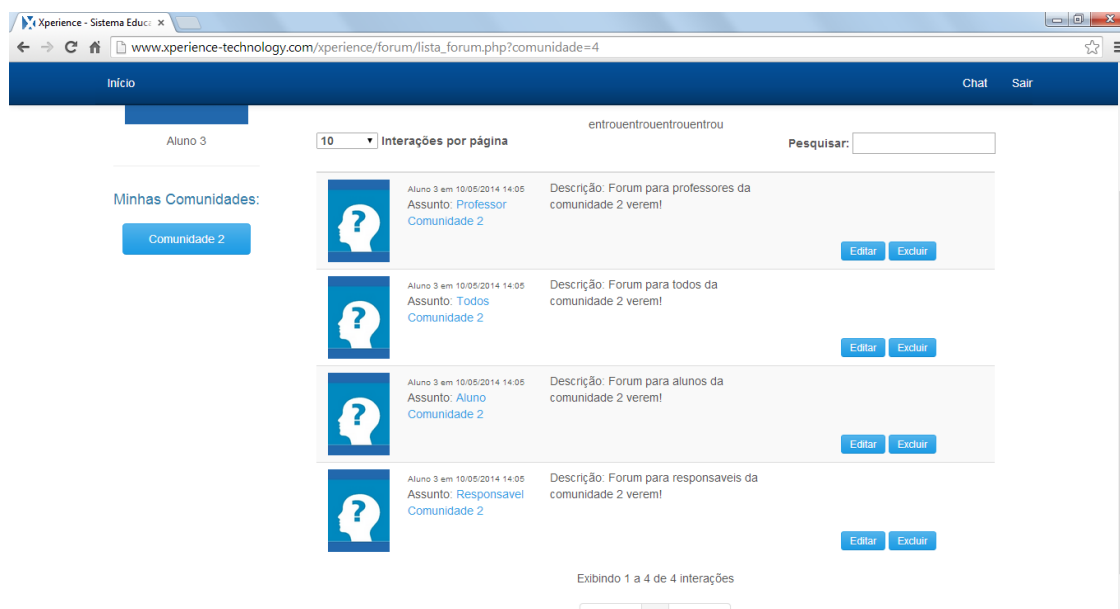 Xperience - Sistema Educa
www.xperience-technology.com/xperience/forum/lista_forum.php?comunidade=4
Início Chat Sair
Aluno 3
Minhas Comunidades:
Comunidade 2
entrouentrouentrouentrou
10 Interações por página Pesquisar:
Aluno 3 em 10/05/2014 14:05
Assunto: Professor
Comunidade 2
Descrição: Forum para professores da
comunidade 2 verem!
Editar Excluir
Aluno 3 em 10/05/2014 14:05
Assunto: Todos
Comunidade 2
Descrição: Forum para todos da
comunidade 2 verem!
Editar Excluir
Aluno 3 em 10/05/2014 14:05
Assunto: Aluno
Comunidade 2
Descrição: Forum para alunos da
comunidade 2 verem!
Editar Excluir
Aluno 3 em 10/05/2014 14:05
Assunto: Responsavel
Comunidade 2
Descrição: Forum para responsaveis da
comunidade 2 verem!
Editar Excluir
Exibindo 1 a 4 de 4 interações